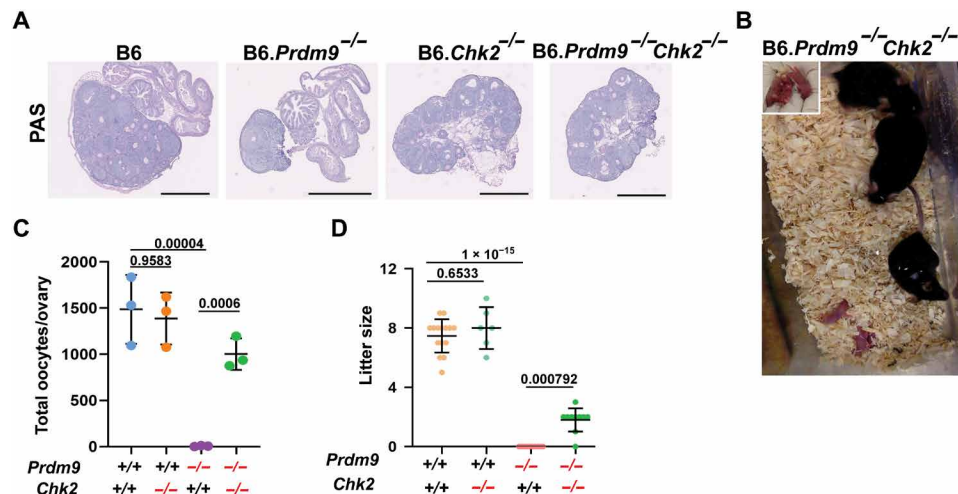 A
B6
B6.Prdm9−/−
B6.Chk2−/−
B6.Prdm9−/−Chk2−/−
PAS
B
B6.Prdm9−/−Chk2−/−
C
0.00004
0.9583
0.0006
2000
1500
1000
500
0
Total oocytes/ovary
Prdm9 +/+ +/+ −/− −/−
Chk2 +/+ −/− +/+ −/−
D
1 × 10−15
0.6533
0.000792
12
8
4
0
Litter size
Prdm9 +/+ +/+ −/− −/−
Chk2 +/+ −/− +/+ −/−